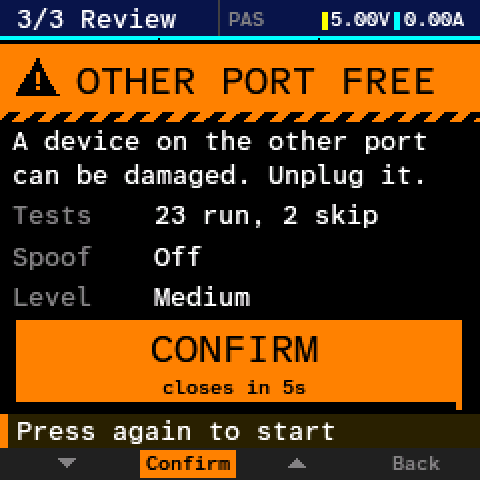 3/3 Review PAS 5.00V 0.00A
OTHER PORT FREE
A device on the other port
can be damaged. Unplug it.
Tests 23 run, 2 skip
Spoof Off
Level Medium
CONFIRM
closes in 5s
Press again to start
Confirm Back